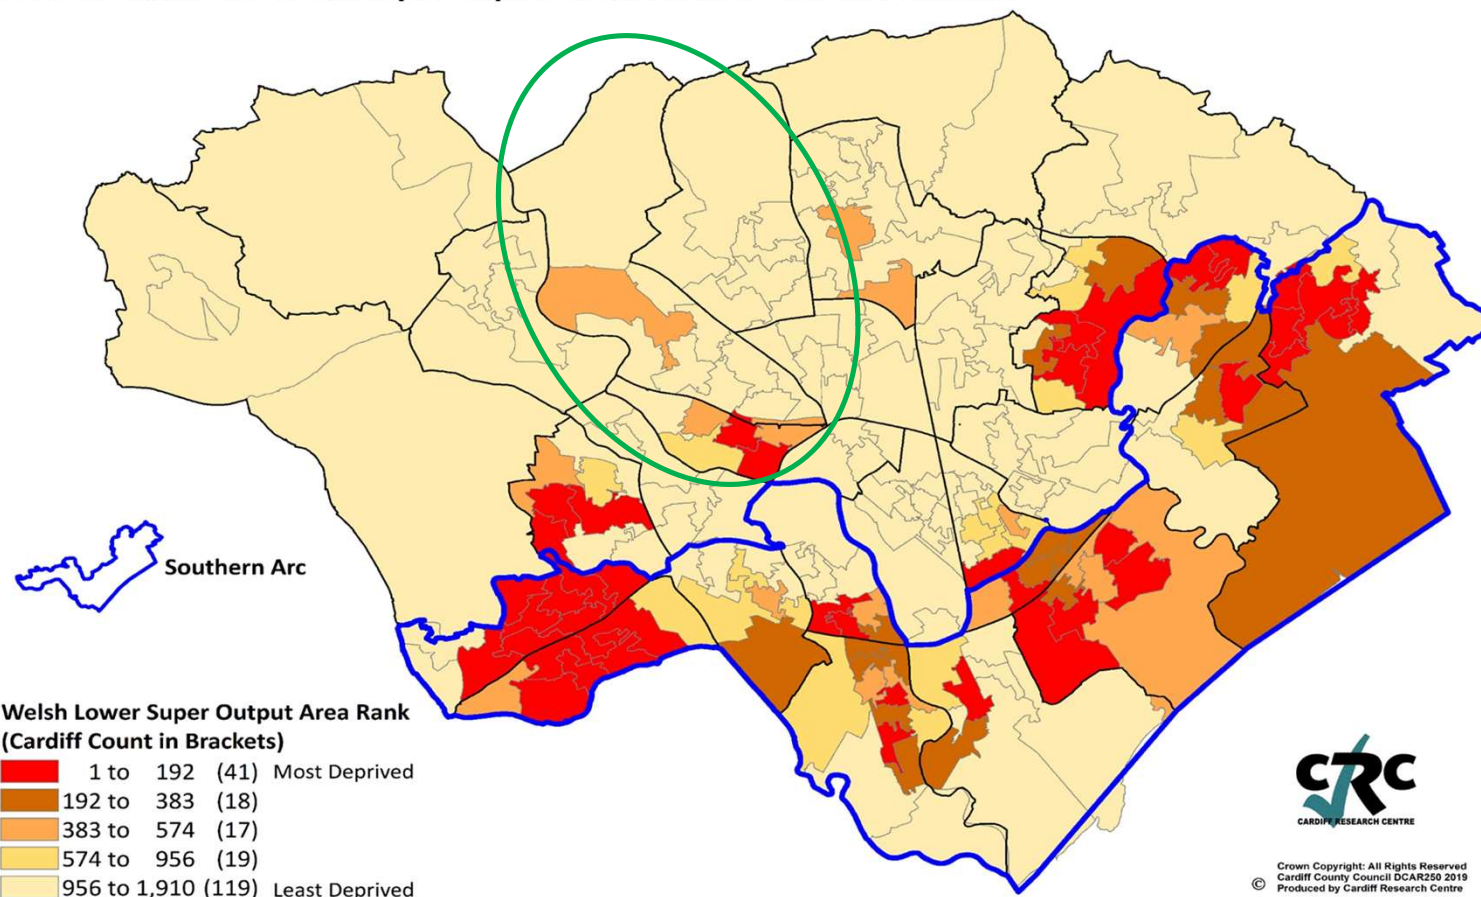 Southern Arc
Welsh Lower Super Output Area Rank
(Cardiff Count in Brackets)
1 to 192 (41) Most Deprived
192 to 383 (18)
383 to 574 (17)
574 to 956 (19)
956 to 1,910 (119) Least Deprived
CRC
CARDIFF RESEARCH CENTRE
Crown Copyright: All Rights Reserved
Cardiff County Council DCAR250 2019
© Produced by Cardiff Research Centre